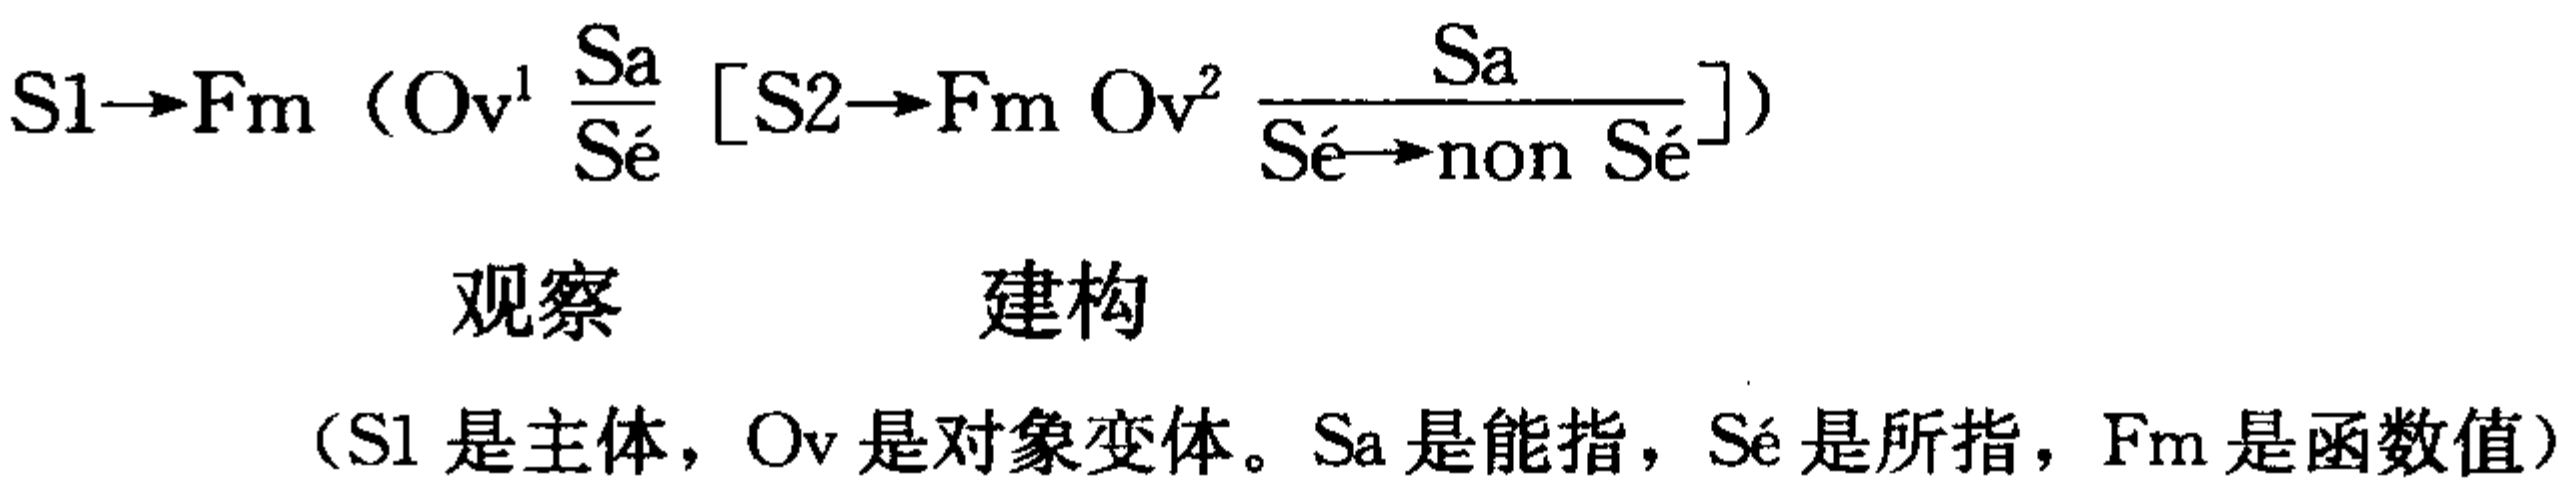 S1→Fm (Ov¹ Sa/Sé [S2→Fm Ov² Sa/Sé→non Sé])
观察 建构
(S1 是主体，Ov 是对象变体。Sa 是能指，Sé 是所指，Fm 是函数值)